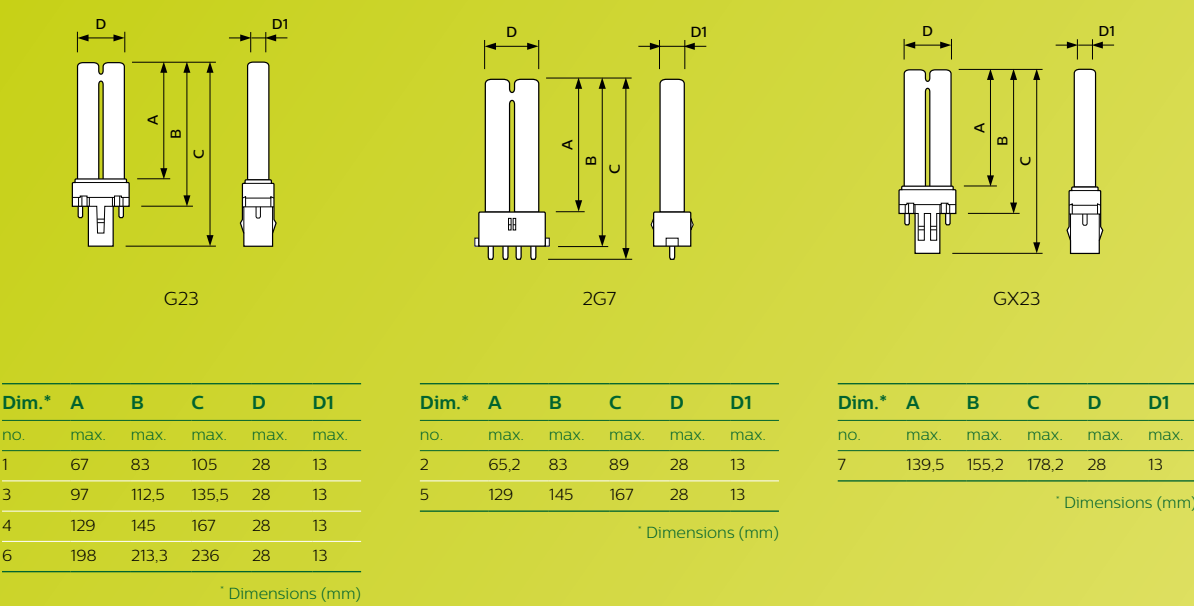 D D1
A
B
C
G23
D D1
A
B
C
2G7
D D1
A
B
C
GX23
Dim.* A B C D D1
no. max. max. max. max. max.
1 67 83 105 28 13
3 97 112,5 135,5 28 13
4 129 145 167 28 13
6 198 213,3 236 28 13
* Dimensions (mm)
Dim.* A B C D D1
no. max. max. max. max. max.
2 65,2 83 89 28 13
5 129 145 167 28 13
* Dimensions (mm)
Dim.* A B C D D1
no. max. max. max. max. max.
7 139,5 155,2 178,2 28 13
* Dimensions (mm)